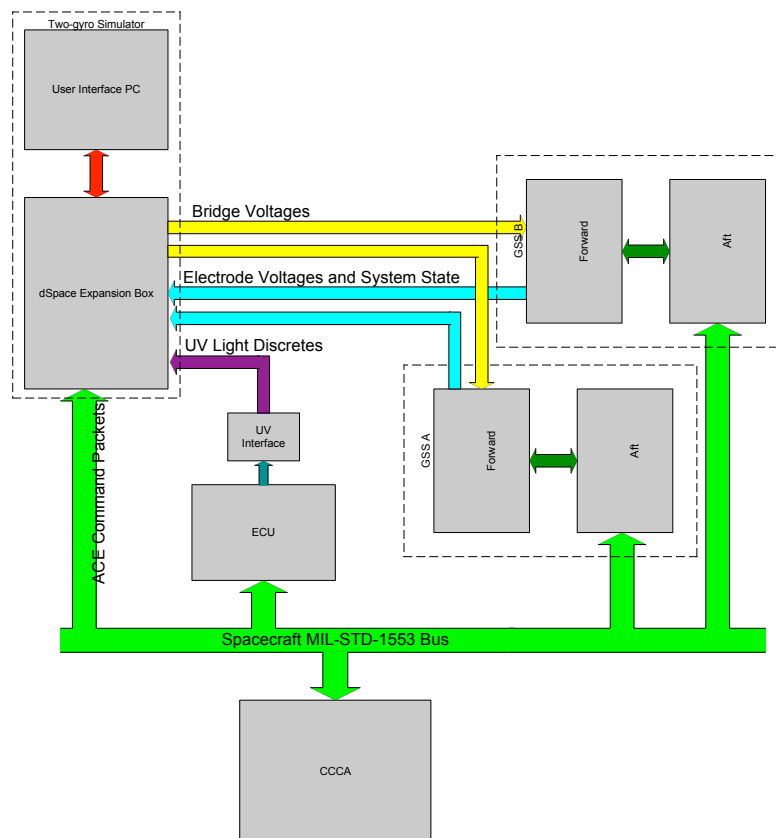 Two-gyro Simulator
User Interface PC
dSpace Expansion Box
Bridge Voltages
Electrode Voltages and System State
UV Light Discretes
GSS B
Forward
Aft
GSS A
Forward
Aft
UV
Interface
ECU
ACE Command Packets
Spacecraft MIL-STD-1553 Bus
CCCA